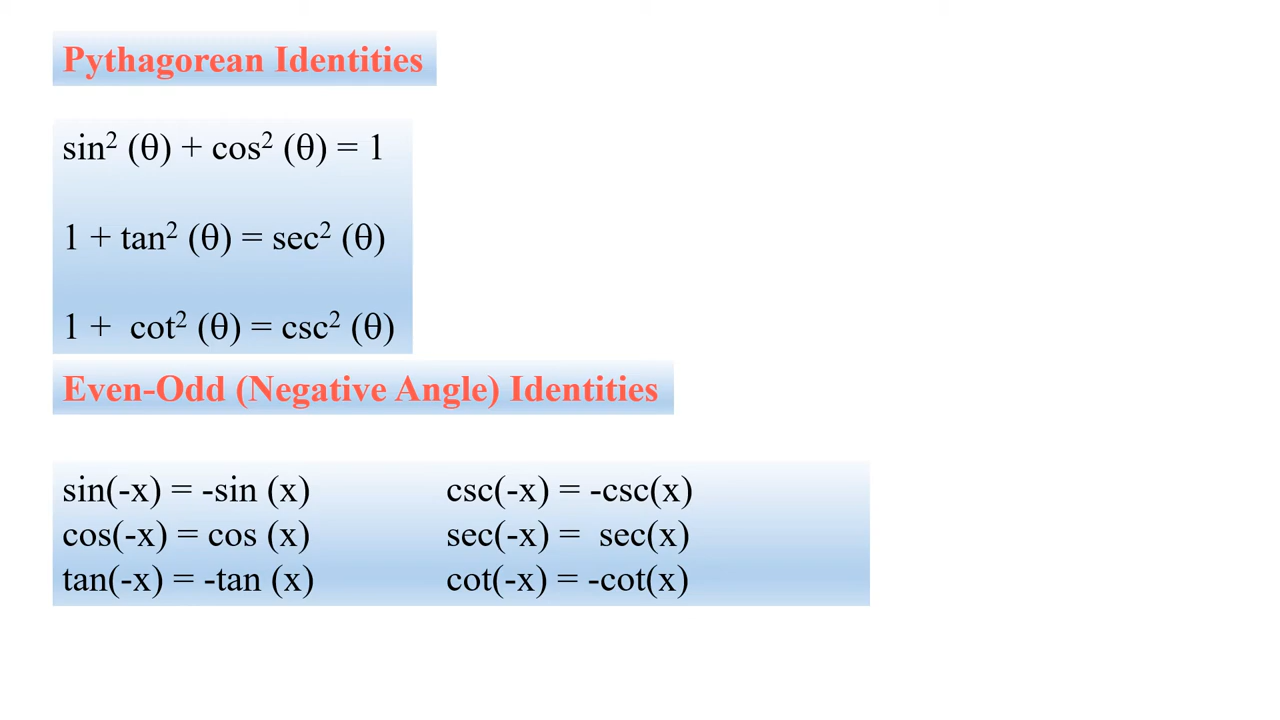 Pythagorean Identities
sin² (θ) + cos² (θ) = 1
1 + tan² (θ) = sec² (θ)
1 +  cot² (θ) = csc² (θ)
Even-Odd (Negative Angle) Identities
sin(-x) = -sin (x)	csc(-x) = -csc(x)
cos(-x) = cos (x)	sec(-x) =  sec(x)
tan(-x) = -tan (x)	cot(-x) = -cot(x)